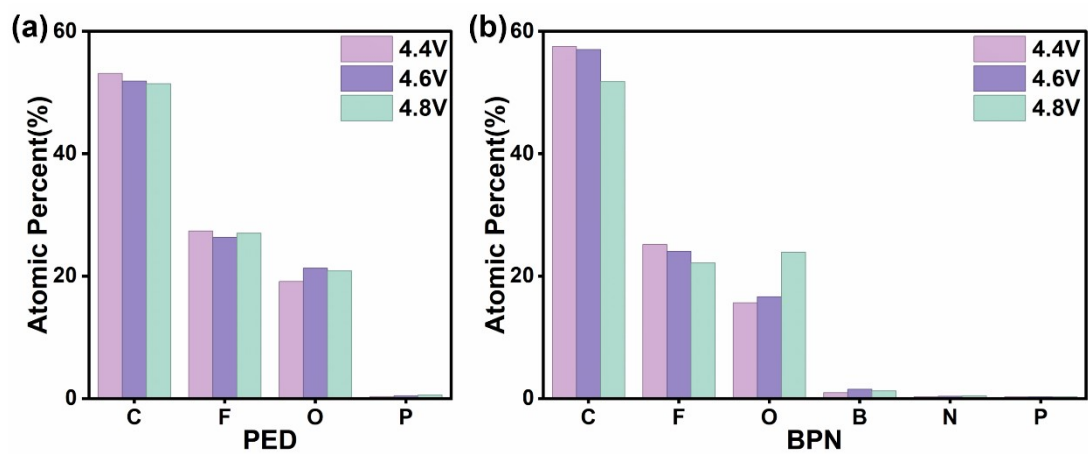 (a)
Atomic Percent(%)
60
40
20
0
4.4V
4.6V
4.8V
C F O P
PED
(b)
Atomic Percent(%)
60
40
20
0
4.4V
4.6V
4.8V
C F O B N P
BPN